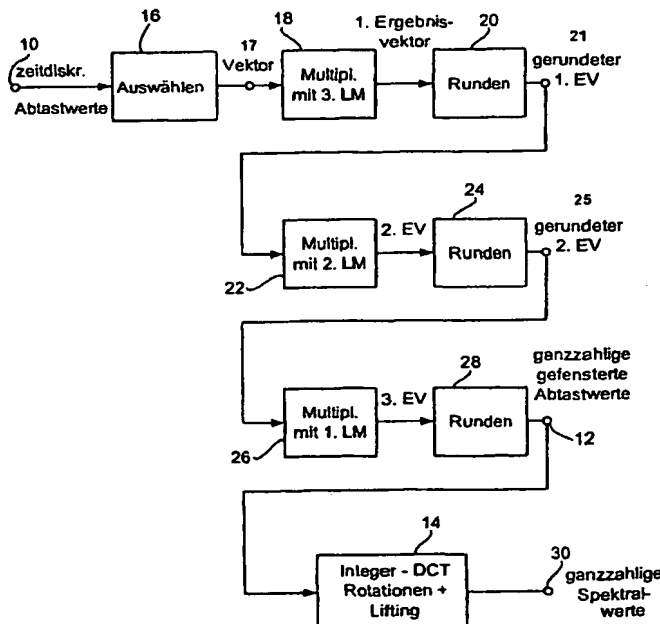 10
zeitdiskr.
Abtastwerte
16
Auswählen
17
Vektor
18
Multipl.
mit 3. LM
1. Ergebnis-
vektor
20
Runden
21
gerundeter
1. EV
22
Multipl.
mit 2. LM
2. EV
24
Runden
25
gerundeter
2. EV
26
Multipl.
mit 1. LM
3. EV
28
Runden
ganzzahlige
gefensterte
Abtastwerte
12
14
Integer - DCT
Rotationen +
Lifting
30
ganzzahlige
Spektral-
werte